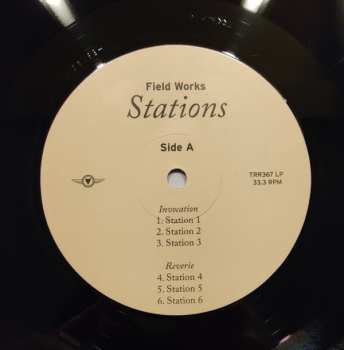 Field Works
Stations
Side A
TRR367 LP
33.3 RPM
Invocation
1. Station 1
2. Station 2
3. Station 3
Reverie
4. Station 4
5. Station 5
6. Station 6